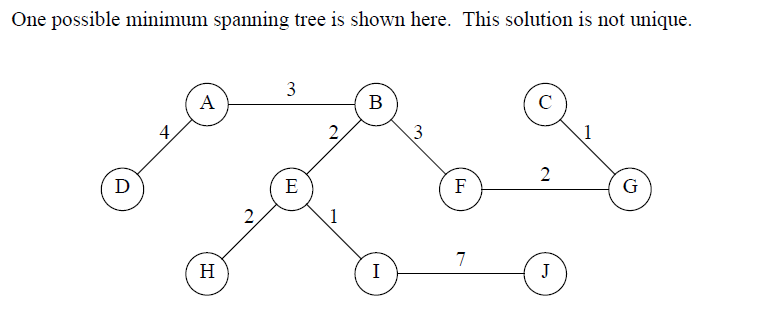 One possible minimum spanning tree is shown here. This solution is not unique.
3
A B C
4 2 3 1
2
D E F G
2 1
7
H I J